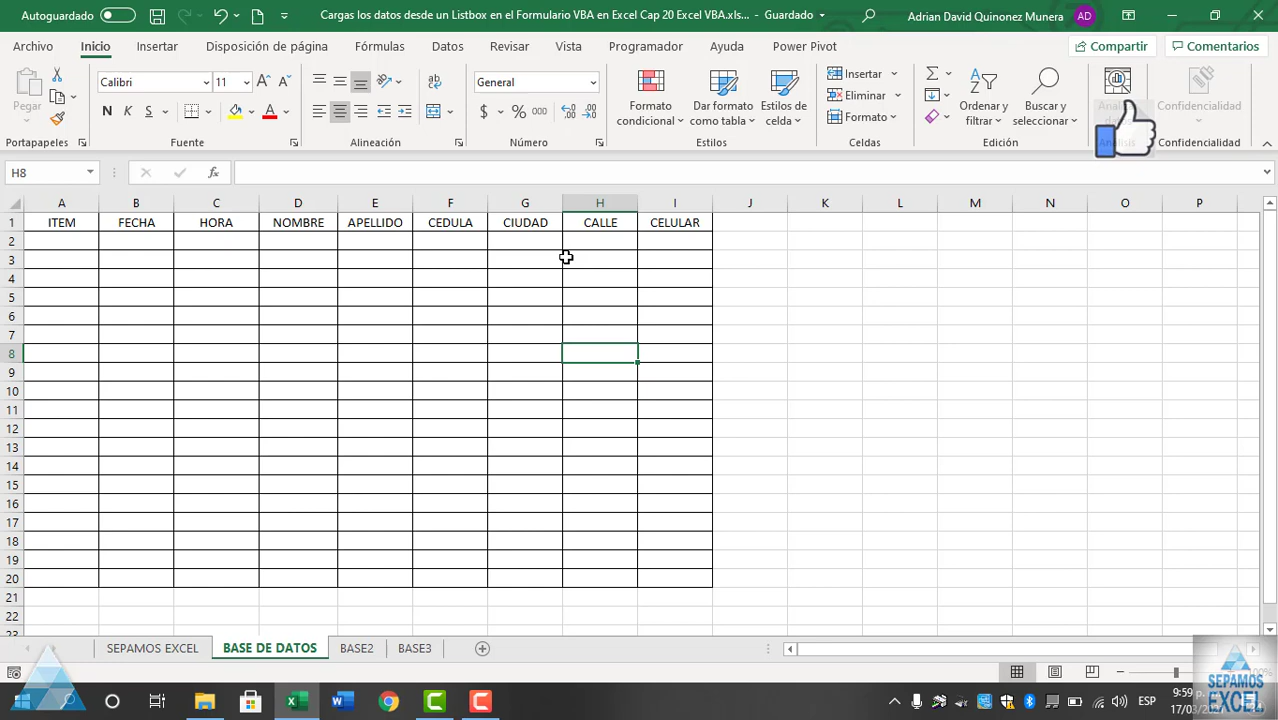 Autoguardado
Cargas los datos desde un Listbox en el Formulario VBA en Excel Cap 20 Excel VBA.xls... - Guardado
Adrian David Quinonez Munera
AD
Archivo Inicio Insertar Disposición de página Fórmulas Datos Revisar Vista Programador Ayuda Power Pivot
Compartir
Comentarios
Pegar
Calibri 11
N K S
General
$ % 000
Formato condicional
Dar formato como tabla
Estilos de celda
Insertar
Eliminar
Formato
Ordenar y filtrar
Buscar y seleccionar
Confidencialidad
Portapapeles Fuente Alineación Número Estilos Celdas Edición Análisis Confidencialidad
H8
fx
A B C D E F G H I J K L M N O P
1 ITEM FECHA HORA NOMBRE APELLIDO CEDULA CIUDAD CALLE CELULAR
2
3
4
5
6
7
8
9
10
11
12
13
14
15
16
17
18
19
20
21
22
23
SEPAMOS EXCEL BASE DE DATOS BASE2 BASE3
ESP
9:59 p.
SEPAMOS
EXCEL